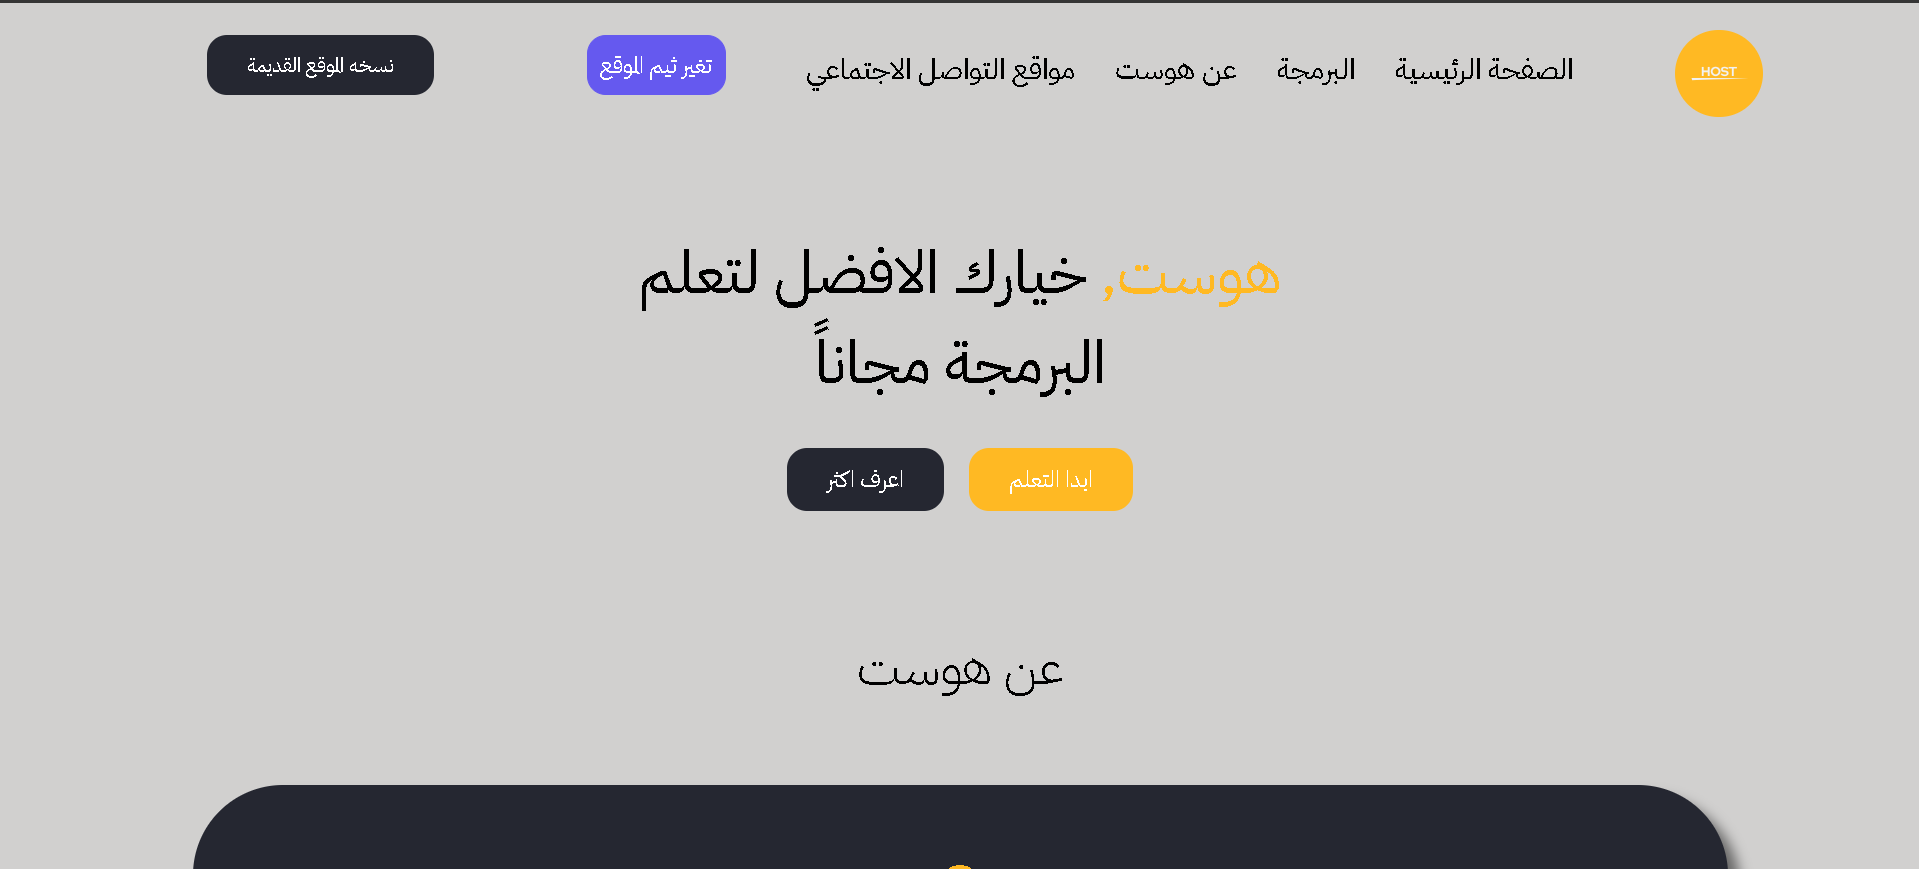 HOST
الصفحة الرئيسية
البرمجة
عن هوست
مواقع التواصل الاجتماعي
تغير ثيم الموقع
نسخه الموقع القديمة
هوست, خيارك الافضل لتعلم
البرمجة مجاناً
ابدا التعلم
اعرف اكثر
عن هوست